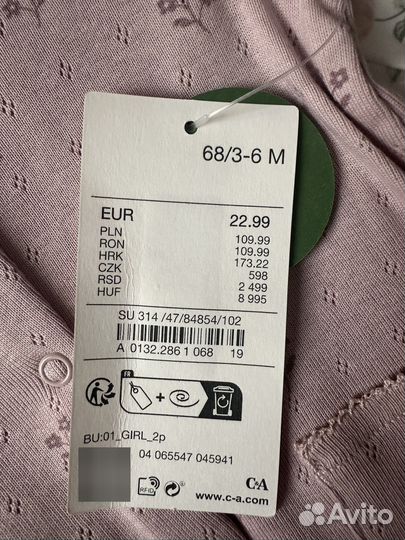 68/3-6 M
EUR 22.99
PLN 109.99
RON 109.99
HRK 173.22
CZK 598
RSD 2 499
HUF 8 995
SU 314 /47/84854/102
A 0132.286 1 068 19
FR
BU:01_GIRL_2p
04 065547 045941
RFID
C&A
www.c-a.com
Avito